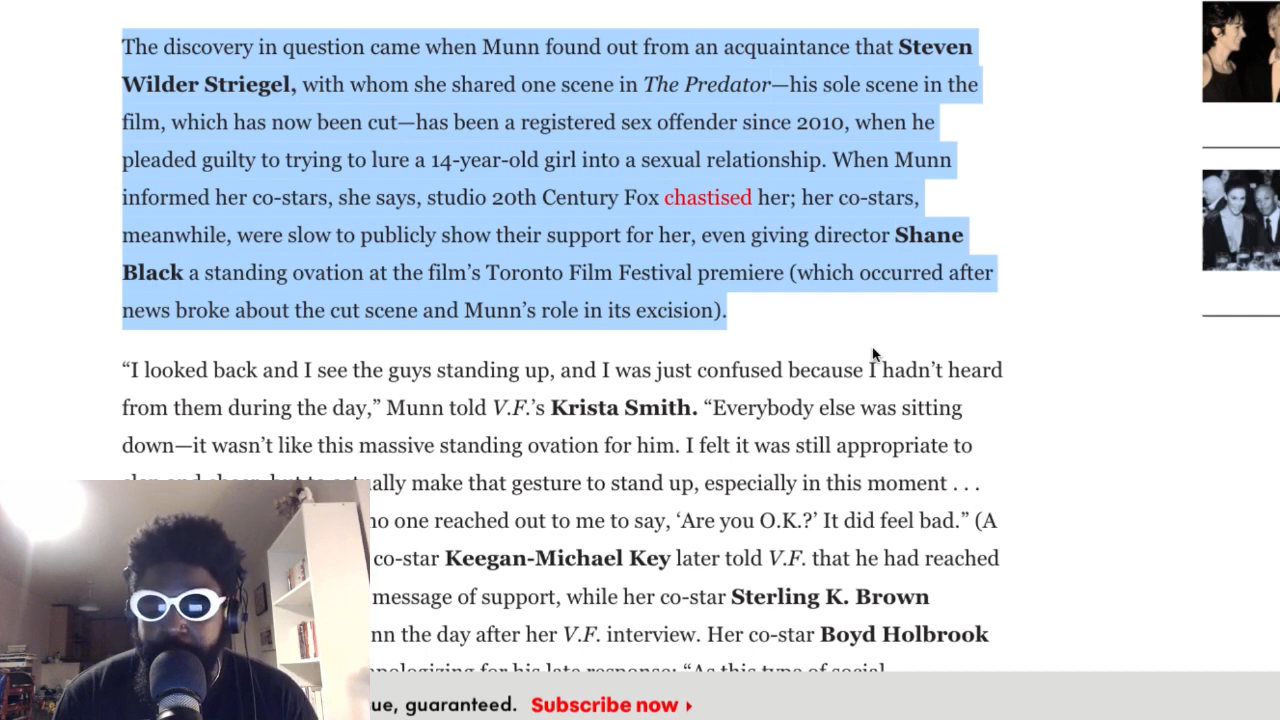 The discovery in question came when Munn found out from an acquaintance that Steven
Wilder Striegel, with whom she shared one scene in The Predator—his sole scene in the
film, which has now been cut—has been a registered sex offender since 2010, when he
pleaded guilty to trying to lure a 14-year-old girl into a sexual relationship. When Munn
informed her co-stars, she says, studio 20th Century Fox chastised her; her co-stars,
meanwhile, were slow to publicly show their support for her, even giving director Shane
Black a standing ovation at the film’s Toronto Film Festival premiere (which occurred after
news broke about the cut scene and Munn’s role in its excision).
“I looked back and I see the guys standing up, and I was just confused because I hadn’t heard
from them during the day,” Munn told V.F.’s Krista Smith. “Everybody else was sitting
down—it wasn’t like this massive standing ovation for him. I felt it was still appropriate to
make that gesture to stand up, especially in this moment . . .
no one reached out to me to say, ‘Are you O.K.?’ It did feel bad.” (A
co-star Keegan-Michael Key later told V.F. that he had reached
message of support, while her co-star Sterling K. Brown
the day after her V.F. interview. Her co-star Boyd Holbrook
for his late response: “As this type of social
guaranteed. Subscribe now